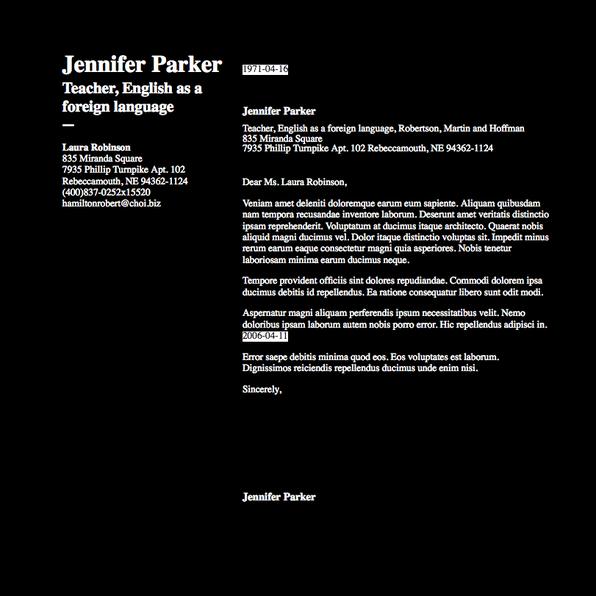 Jennifer Parker
Teacher, English as a
foreign language
Laura Robinson
835 Miranda Square
7935 Phillip Turnpike Apt. 102
Rebeccamouth, NE 94362-1124
(400)837-0252x15520
hamiltonrobert@choi.biz
1971-04-16
Jennifer Parker
Teacher, English as a foreign language, Robertson, Martin and Hoffman
835 Miranda Square
7935 Phillip Turnpike Apt. 102 Rebeccamouth, NE 94362-1124
Dear Ms. Laura Robinson,
Veniam amet deleniti doloremque earum eum sapiente. Aliquam quibusdam
nam tempora recusandae inventore laborum. Deserunt amet veritatis distinctio
ipsam reprehenderit. Voluptatum at ducimus itaque architecto. Quaerat nobis
aliquid magni ducimus vel. Dolor itaque distinctio voluptas sit. Impedit minus
rerum earum eaque consectetur magni quia asperiores. Nobis tenetur
laboriosam minima earum ducimus neque.
Tempore provident officiis sint dolores repudiandae. Commodi dolorem ipsa
ducimus debitis id repellendus. Ea ratione consequatur libero sunt odit modi.
Aspernatur magni aliquam perferendis ipsum necessitatibus velit. Nemo
doloribus ipsam laborum autem nobis porro error. Hic repellendus adipisci in.
2006-04-11
Error saepe debitis minima quod eos. Eos voluptates est laborum.
Dignissimos reiciendis repellendus ducimus unde enim nisi.
Sincerely,
Jennifer Parker